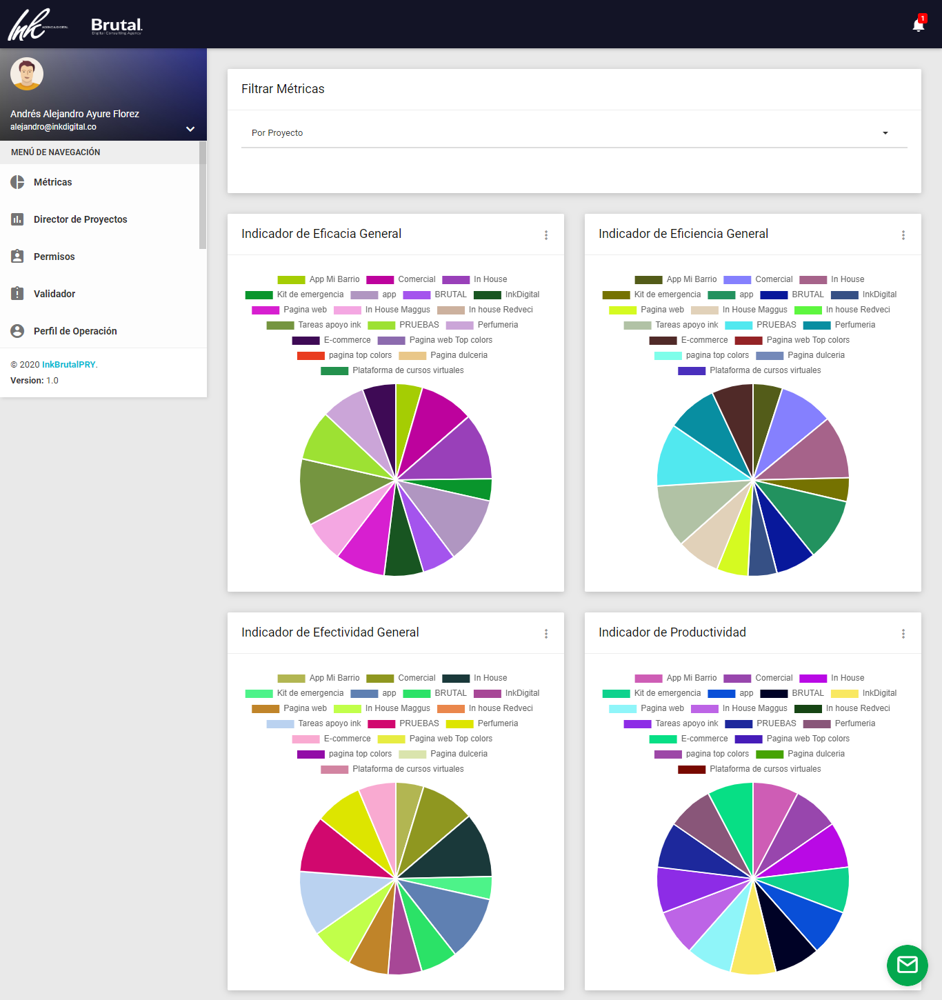 Ink AGENCIA DIGITAL
Brutal.
Digital Consulting Agency
1
Andrés Alejandro Ayure Florez
alejandro@inkdigital.co
MENÚ DE NAVEGACIÓN
Métricas
Director de Proyectos
Permisos
Validador
Perfil de Operación
© 2020 InkBrutalPRY.
Version: 1.0
Filtrar Métricas
Por Proyecto
Indicador de Eficacia General
App Mi Barrio Comercial In House
Kit de emergencia app BRUTAL InkDigital
Pagina web In House Maggus In house Redveci
Tareas apoyo ink PRUEBAS Perfumeria
E-commerce Pagina web Top colors
pagina top colors Pagina dulceria
Plataforma de cursos virtuales
Indicador de Eficiencia General
App Mi Barrio Comercial In House
Kit de emergencia app BRUTAL InkDigital
Pagina web In House Maggus In house Redveci
Tareas apoyo ink PRUEBAS Perfumeria
E-commerce Pagina web Top colors
pagina top colors Pagina dulceria
Plataforma de cursos virtuales
Indicador de Efectividad General
App Mi Barrio Comercial In House
Kit de emergencia app BRUTAL InkDigital
Pagina web In House Maggus In house Redveci
Tareas apoyo ink PRUEBAS Perfumeria
E-commerce Pagina web Top colors
pagina top colors Pagina dulceria
Plataforma de cursos virtuales
Indicador de Productividad
App Mi Barrio Comercial In House
Kit de emergencia app BRUTAL InkDigital
Pagina web In House Maggus In house Redveci
Tareas apoyo ink PRUEBAS Perfumeria
E-commerce Pagina web Top colors
pagina top colors Pagina dulceria
Plataforma de cursos virtuales